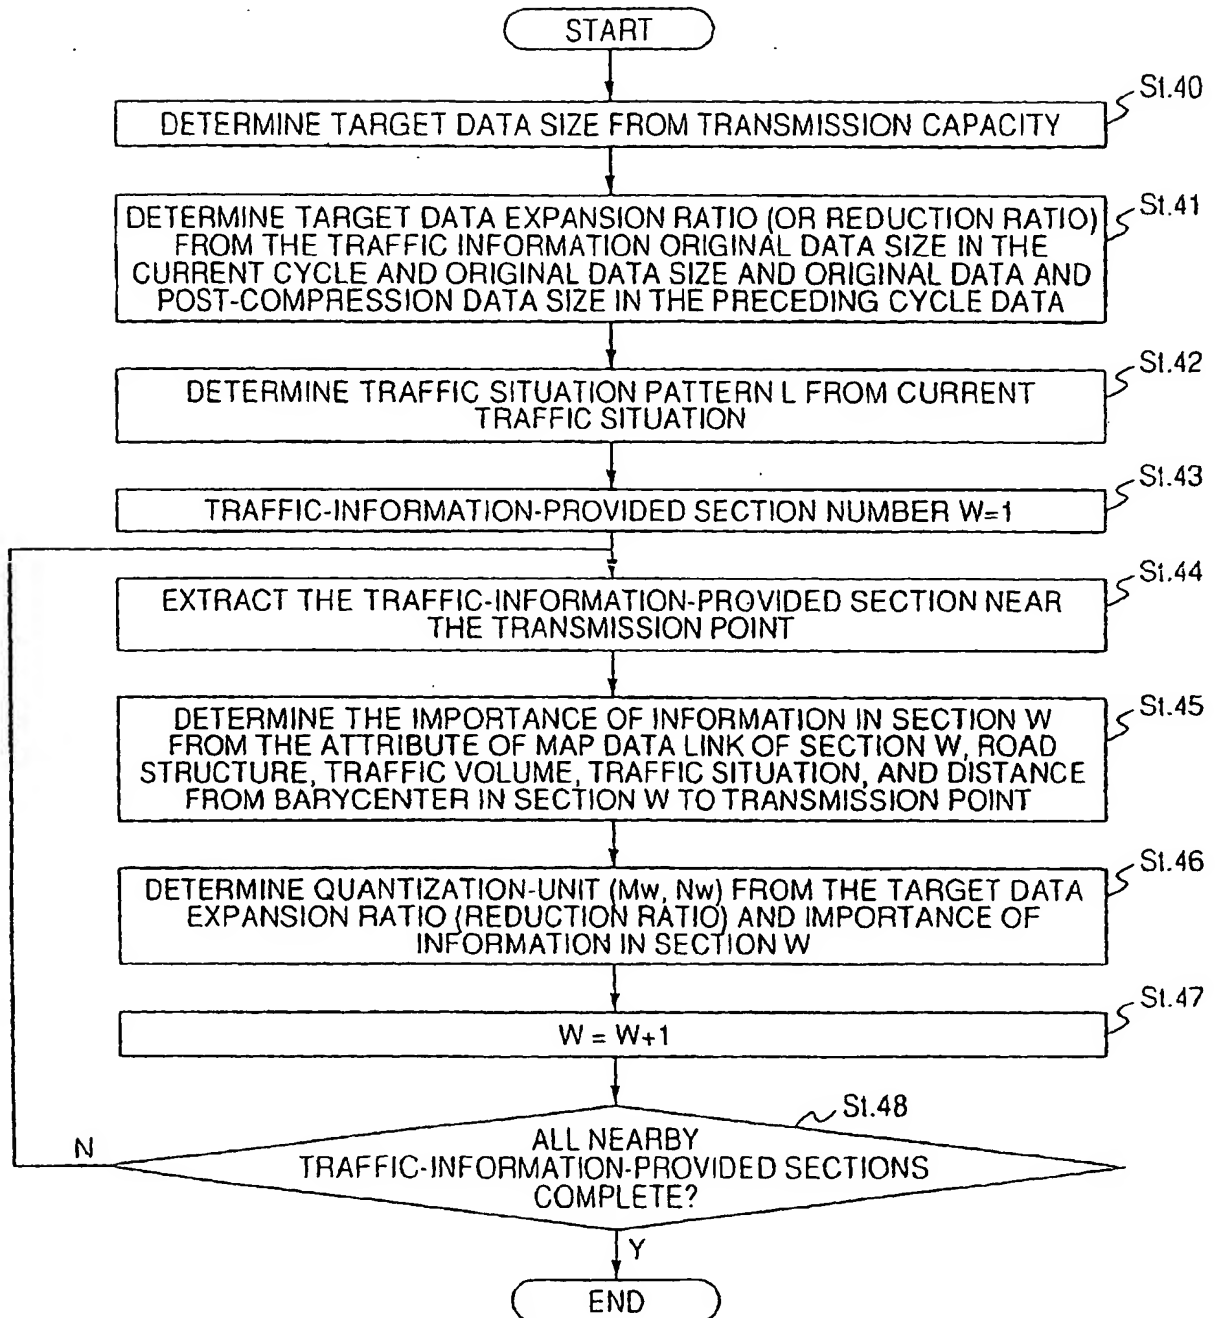 START
St.40
DETERMINE TARGET DATA SIZE FROM TRANSMISSION CAPACITY
St.41
DETERMINE TARGET DATA EXPANSION RATIO (OR REDUCTION RATIO)
FROM THE TRAFFIC INFORMATION ORIGINAL DATA SIZE IN THE
CURRENT CYCLE AND ORIGINAL DATA SIZE AND ORIGINAL DATA AND
POST-COMPRESSION DATA SIZE IN THE PRECEDING CYCLE DATA
St.42
DETERMINE TRAFFIC SITUATION PATTERN L FROM CURRENT
TRAFFIC SITUATION
St.43
TRAFFIC-INFORMATION-PROVIDED SECTION NUMBER W=1
St.44
EXTRACT THE TRAFFIC-INFORMATION-PROVIDED SECTION NEAR
THE TRANSMISSION POINT
St.45
DETERMINE THE IMPORTANCE OF INFORMATION IN SECTION W
FROM THE ATTRIBUTE OF MAP DATA LINK OF SECTION W, ROAD
STRUCTURE, TRAFFIC VOLUME, TRAFFIC SITUATION, AND DISTANCE
FROM BARYCENTER IN SECTION W TO TRANSMISSION POINT
St.46
DETERMINE QUANTIZATION-UNIT (Mw, Nw) FROM THE TARGET DATA
EXPANSION RATIO (REDUCTION RATIO) AND IMPORTANCE OF
INFORMATION IN SECTION W
St.47
W = W+1
St.48
ALL NEARBY
TRAFFIC-INFORMATION-PROVIDED SECTIONS
COMPLETE?
N
Y
END